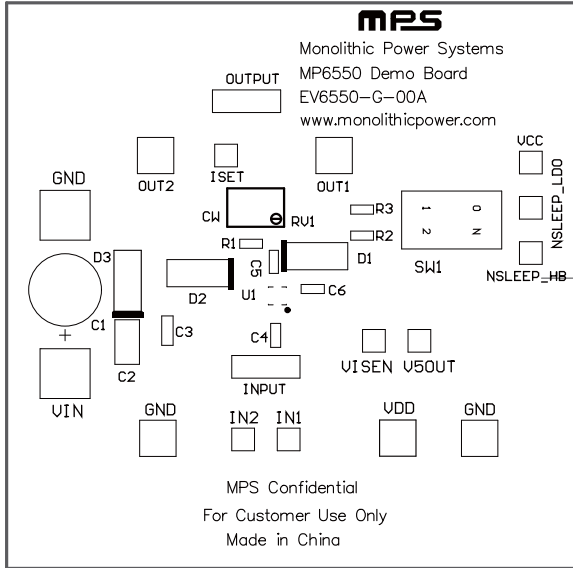 mps
Monolithic Power Systems
MP6550 Demo Board
EV6550-G-00A
www.monolithicpower.com
OUTPUT
VCC
OUT2
ISET
OUT1
NSLEEP_LDO
GND
CW
RV1
R3
1 O
2 N
R1
R2
SW1
NSLEEP_HB
D3
C5
D1
D2
U1
C6
C1
+
C3
C4
C2
INPUT
VISEN
V5OUT
VIN
GND
IN2
IN1
VDD
GND
MPS Confidential
For Customer Use Only
Made in China